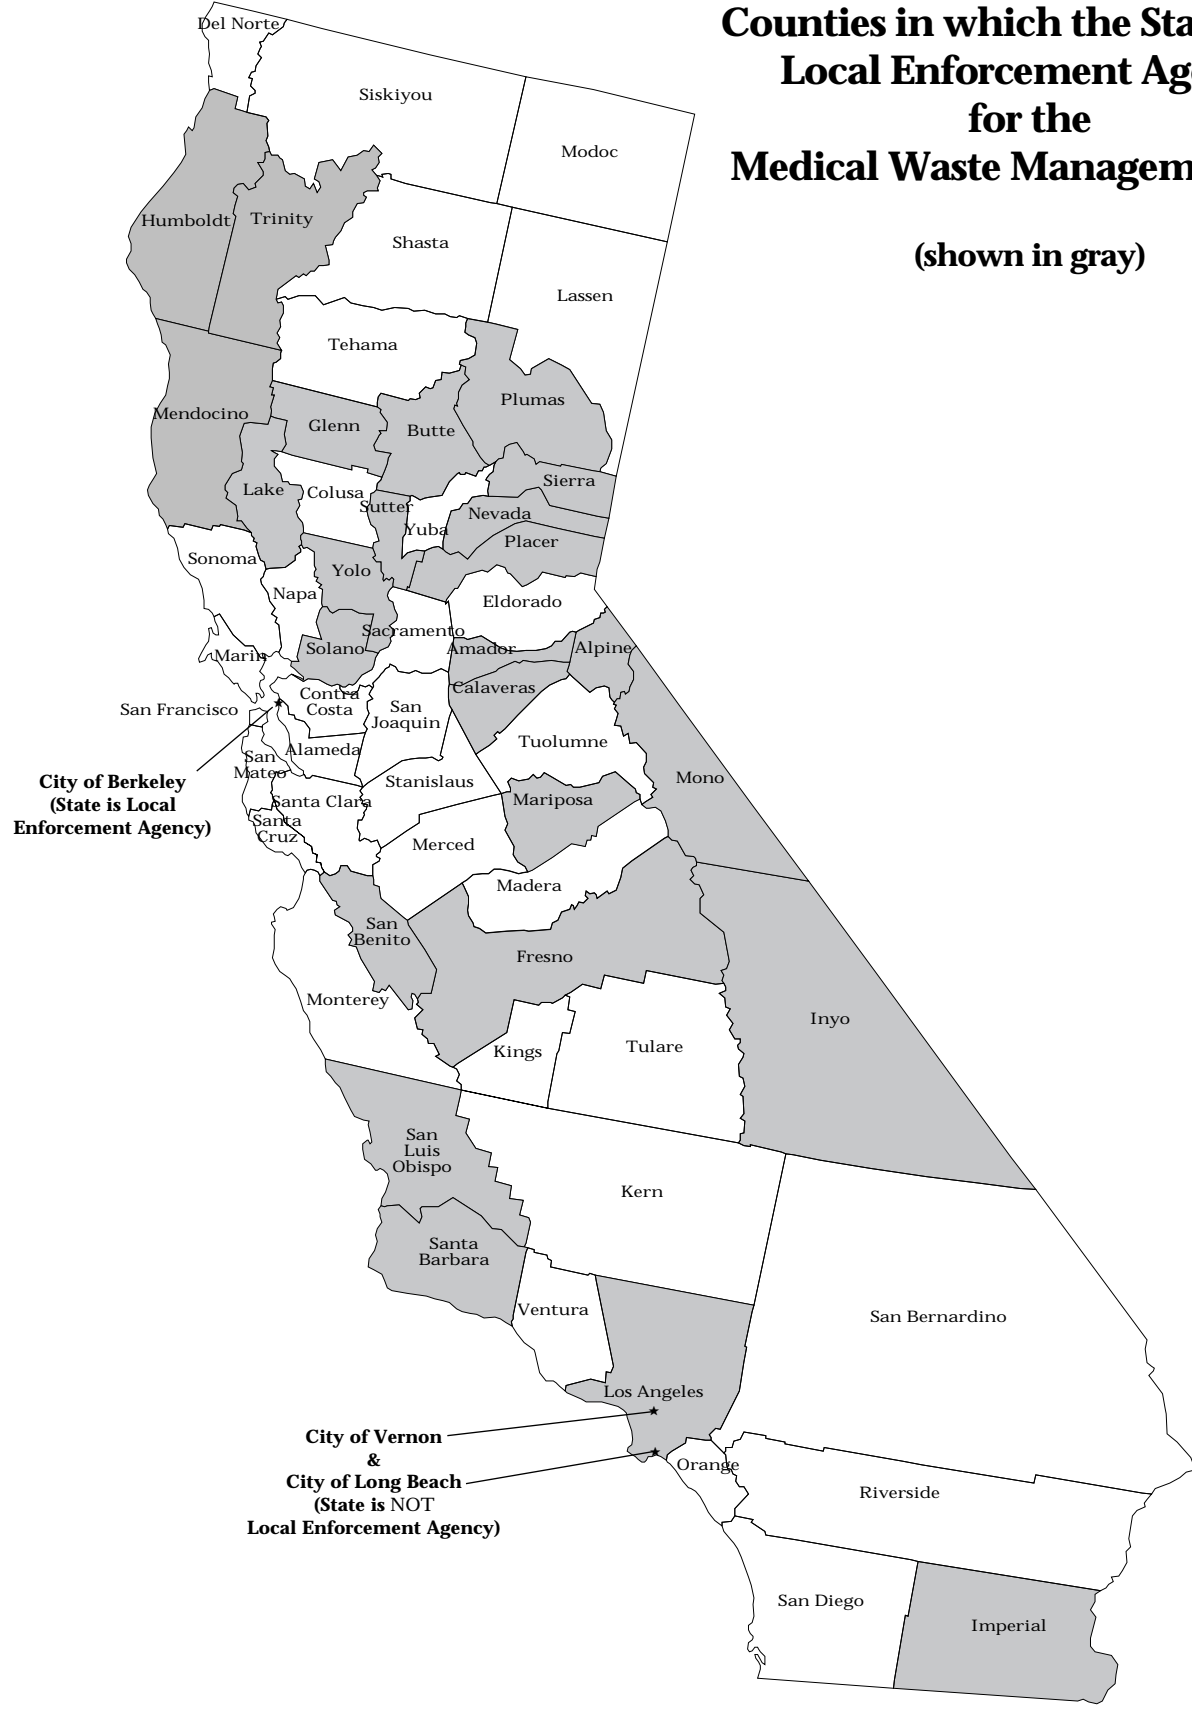 Counties in which the Sta
Local Enforcement Ag
for the
Medical Waste Managem
(shown in gray)
Del Norte
Siskiyou
Modoc
Humboldt
Trinity
Shasta
Lassen
Tehama
Plumas
Mendocino
Glenn
Butte
Lake
Colusa
Sierra
Sutter
Yuba
Nevada
Placer
Sonoma
Yolo
Napa
Eldorado
Sacramento
Solano
Amador
Alpine
Marin
Calaveras
Contra
Costa
San Francisco
San
Joaquin
Tuolumne
Alameda
San
Mateo
Stanislaus
Mono
City of Berkeley
(State is Local
Enforcement Agency)
Santa Clara
Mariposa
Santa
Cruz
Merced
Madera
San
Benito
Fresno
Monterey
Inyo
Kings
Tulare
San
Luis
Obispo
Kern
Santa
Barbara
Ventura
San Bernardino
Los Angeles
City of Vernon
&
City of Long Beach
(State is NOT
Local Enforcement Agency)
Orange
Riverside
San Diego
Imperial